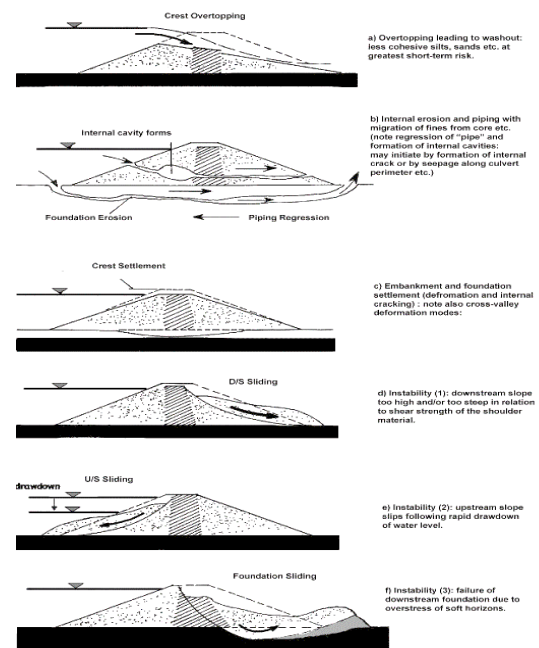 Crest Overtopping
a) Overtopping leading to washout:
less cohesive silts, sands etc. at
greatest short-term risk.
Internal cavity forms
b) Internal erosion and piping with
migration of fines from core etc.
(note regression of "pipe" and
formation of internal cavities:
may initiate by formation of internal
crack or by seepage along culvert
perimeter etc.)
Foundation Erosion
Piping Regression
Crest Settlement
c) Embankment and foundation
settlement (defromation and internal
cracking) : note also cross-valley
deformation modes:
D/S Sliding
d) Instability (1): downstream slope
too high and/or too steep in relation
to shear strength of the shoulder
material.
U/S Sliding
drawdown
e) Instability (2): upstream slope
slips following rapid drawdown
of water level.
Foundation Sliding
f) Instability (3): failure of
downstream foundation due to
overstress of soft horizons.